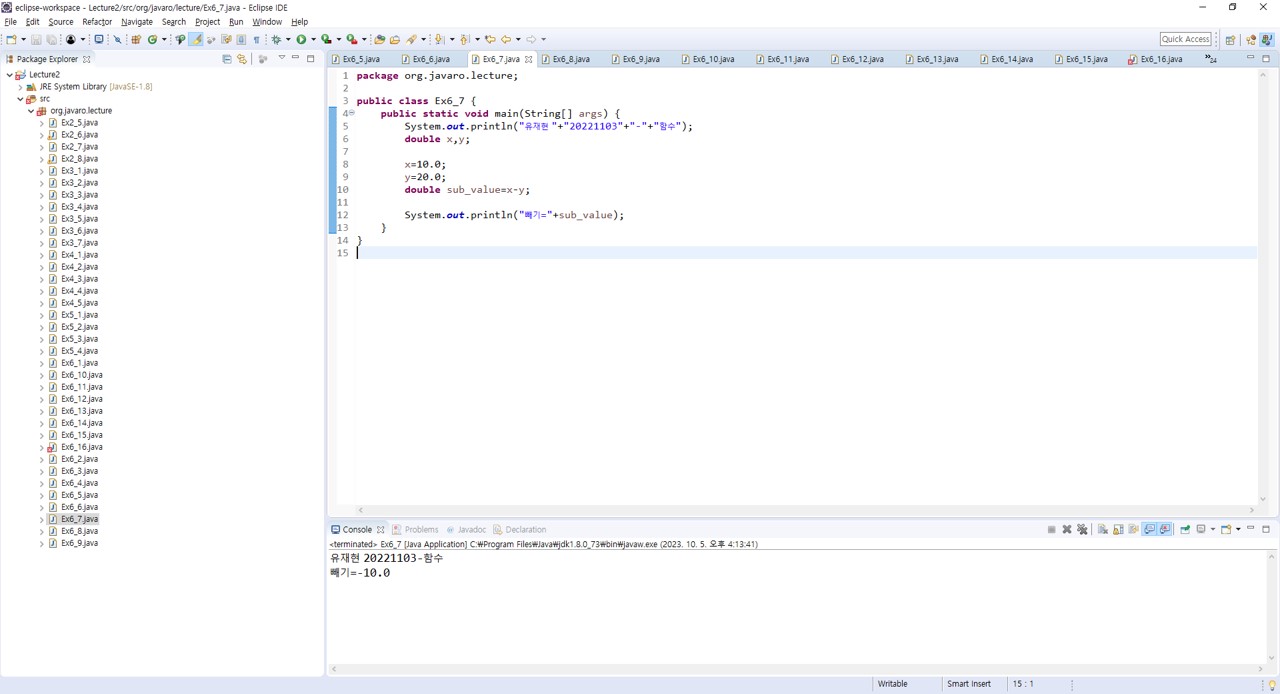 eclipse-workspace - Lecture2/src/org/javaro/lecture/Ex6_7.java - Eclipse IDE
File Edit Source Refactor Navigate Search Project Run Window Help
Quick Access
Package Explorer
Lecture2
JRE System Library [JavaSE-1.8]
src
org.javaro.lecture
Ex2_5.java
Ex2_6.java
Ex2_7.java
Ex2_8.java
Ex3_1.java
Ex3_2.java
Ex3_3.java
Ex3_4.java
Ex3_5.java
Ex3_6.java
Ex3_7.java
Ex4_1.java
Ex4_2.java
Ex4_3.java
Ex4_4.java
Ex4_5.java
Ex5_1.java
Ex5_2.java
Ex5_3.java
Ex5_4.java
Ex6_1.java
Ex6_10.java
Ex6_11.java
Ex6_12.java
Ex6_13.java
Ex6_14.java
Ex6_15.java
Ex6_16.java
Ex6_2.java
Ex6_3.java
Ex6_4.java
Ex6_5.java
Ex6_6.java
Ex6_7.java
Ex6_8.java
Ex6_9.java
Ex6_5.java Ex6_6.java Ex6_7.java Ex6_8.java Ex6_9.java Ex6_10.java Ex6_11.java Ex6_12.java Ex6_13.java Ex6_14.java Ex6_15.java Ex6_16.java »24
1 package org.javaro.lecture;
2
3 public class Ex6_7 {
4 public static void main(String[] args) {
5 System.out.println("유재현 "+"20221103"+"-"+"함수");
6 double x,y;
7
8 x=10.0;
9 y=20.0;
10 double sub_value=x-y;
11
12 System.out.println("빼기="+sub_value);
13 }
14 }
15
Console Problems Javadoc Declaration
<terminated> Ex6_7 [Java Application] C:₩Program Files₩Java₩jdk1.8.0_73₩bin₩javaw.exe (2023. 10. 5. 오후 4:13:41)
유재현 20221103-함수
빼기=-10.0
Writable Smart Insert 15 : 1